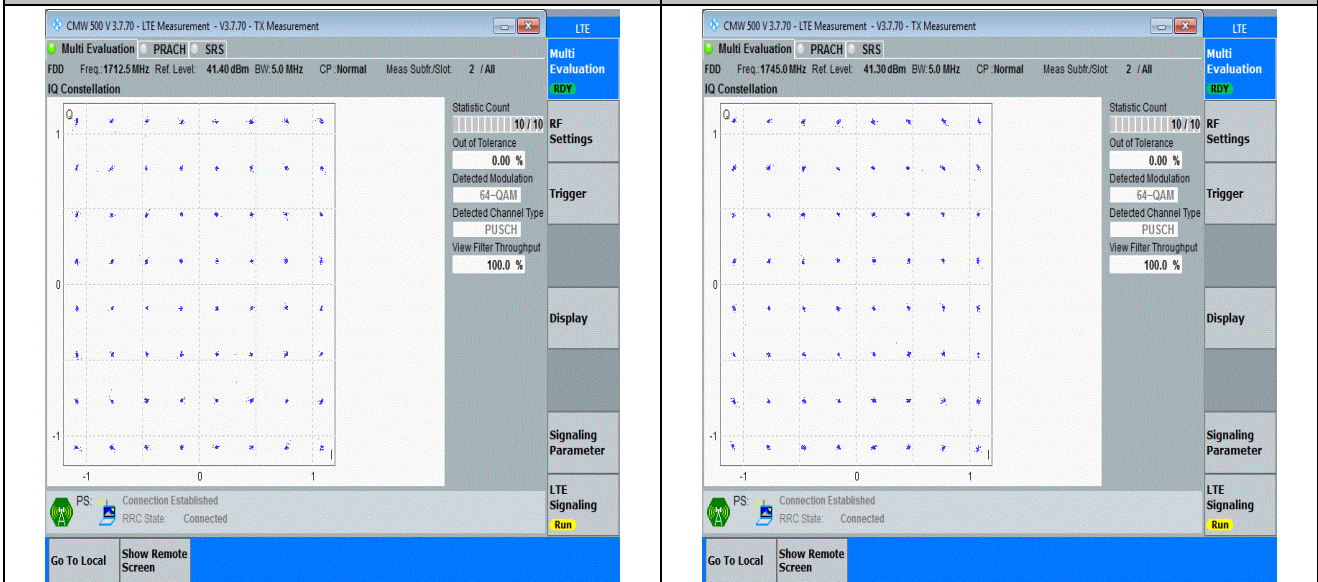 CMW 500 V 3.7.70 - LTE Measurement - V3.7.70 - TX Measurement
LTE
Multi Evaluation PRACH SRS
Multi Evaluation
RDY
FDD Freq.:1712.5 MHz Ref. Level: 41.40 dBm BW:5.0 MHz CP :Normal Meas Subfr./Slot: 2 / All
IQ Constellation
Q
1
0
-1
-1 0 1
I
Statistic Count
10 / 10
Out of Tolerance
0.00 %
Detected Modulation
64-QAM
Detected Channel Type
PUSCH
View Filter Throughput
100.0 %
RF Settings
Trigger
Display
Signaling Parameter
LTE Signaling
Run
PS: Connection Established
RRC State: Connected
Go To Local
Show Remote Screen
CMW 500 V 3.7.70 - LTE Measurement - V3.7.70 - TX Measurement
LTE
Multi Evaluation PRACH SRS
Multi Evaluation
RDY
FDD Freq.:1745.0 MHz Ref. Level: 41.30 dBm BW:5.0 MHz CP :Normal Meas Subfr./Slot: 2 / All
IQ Constellation
Q
1
0
-1
-1 0 1
I
Statistic Count
10 / 10
Out of Tolerance
0.00 %
Detected Modulation
64-QAM
Detected Channel Type
PUSCH
View Filter Throughput
100.0 %
RF Settings
Trigger
Display
Signaling Parameter
LTE Signaling
Run
PS: Connection Established
RRC State: Connected
Go To Local
Show Remote Screen